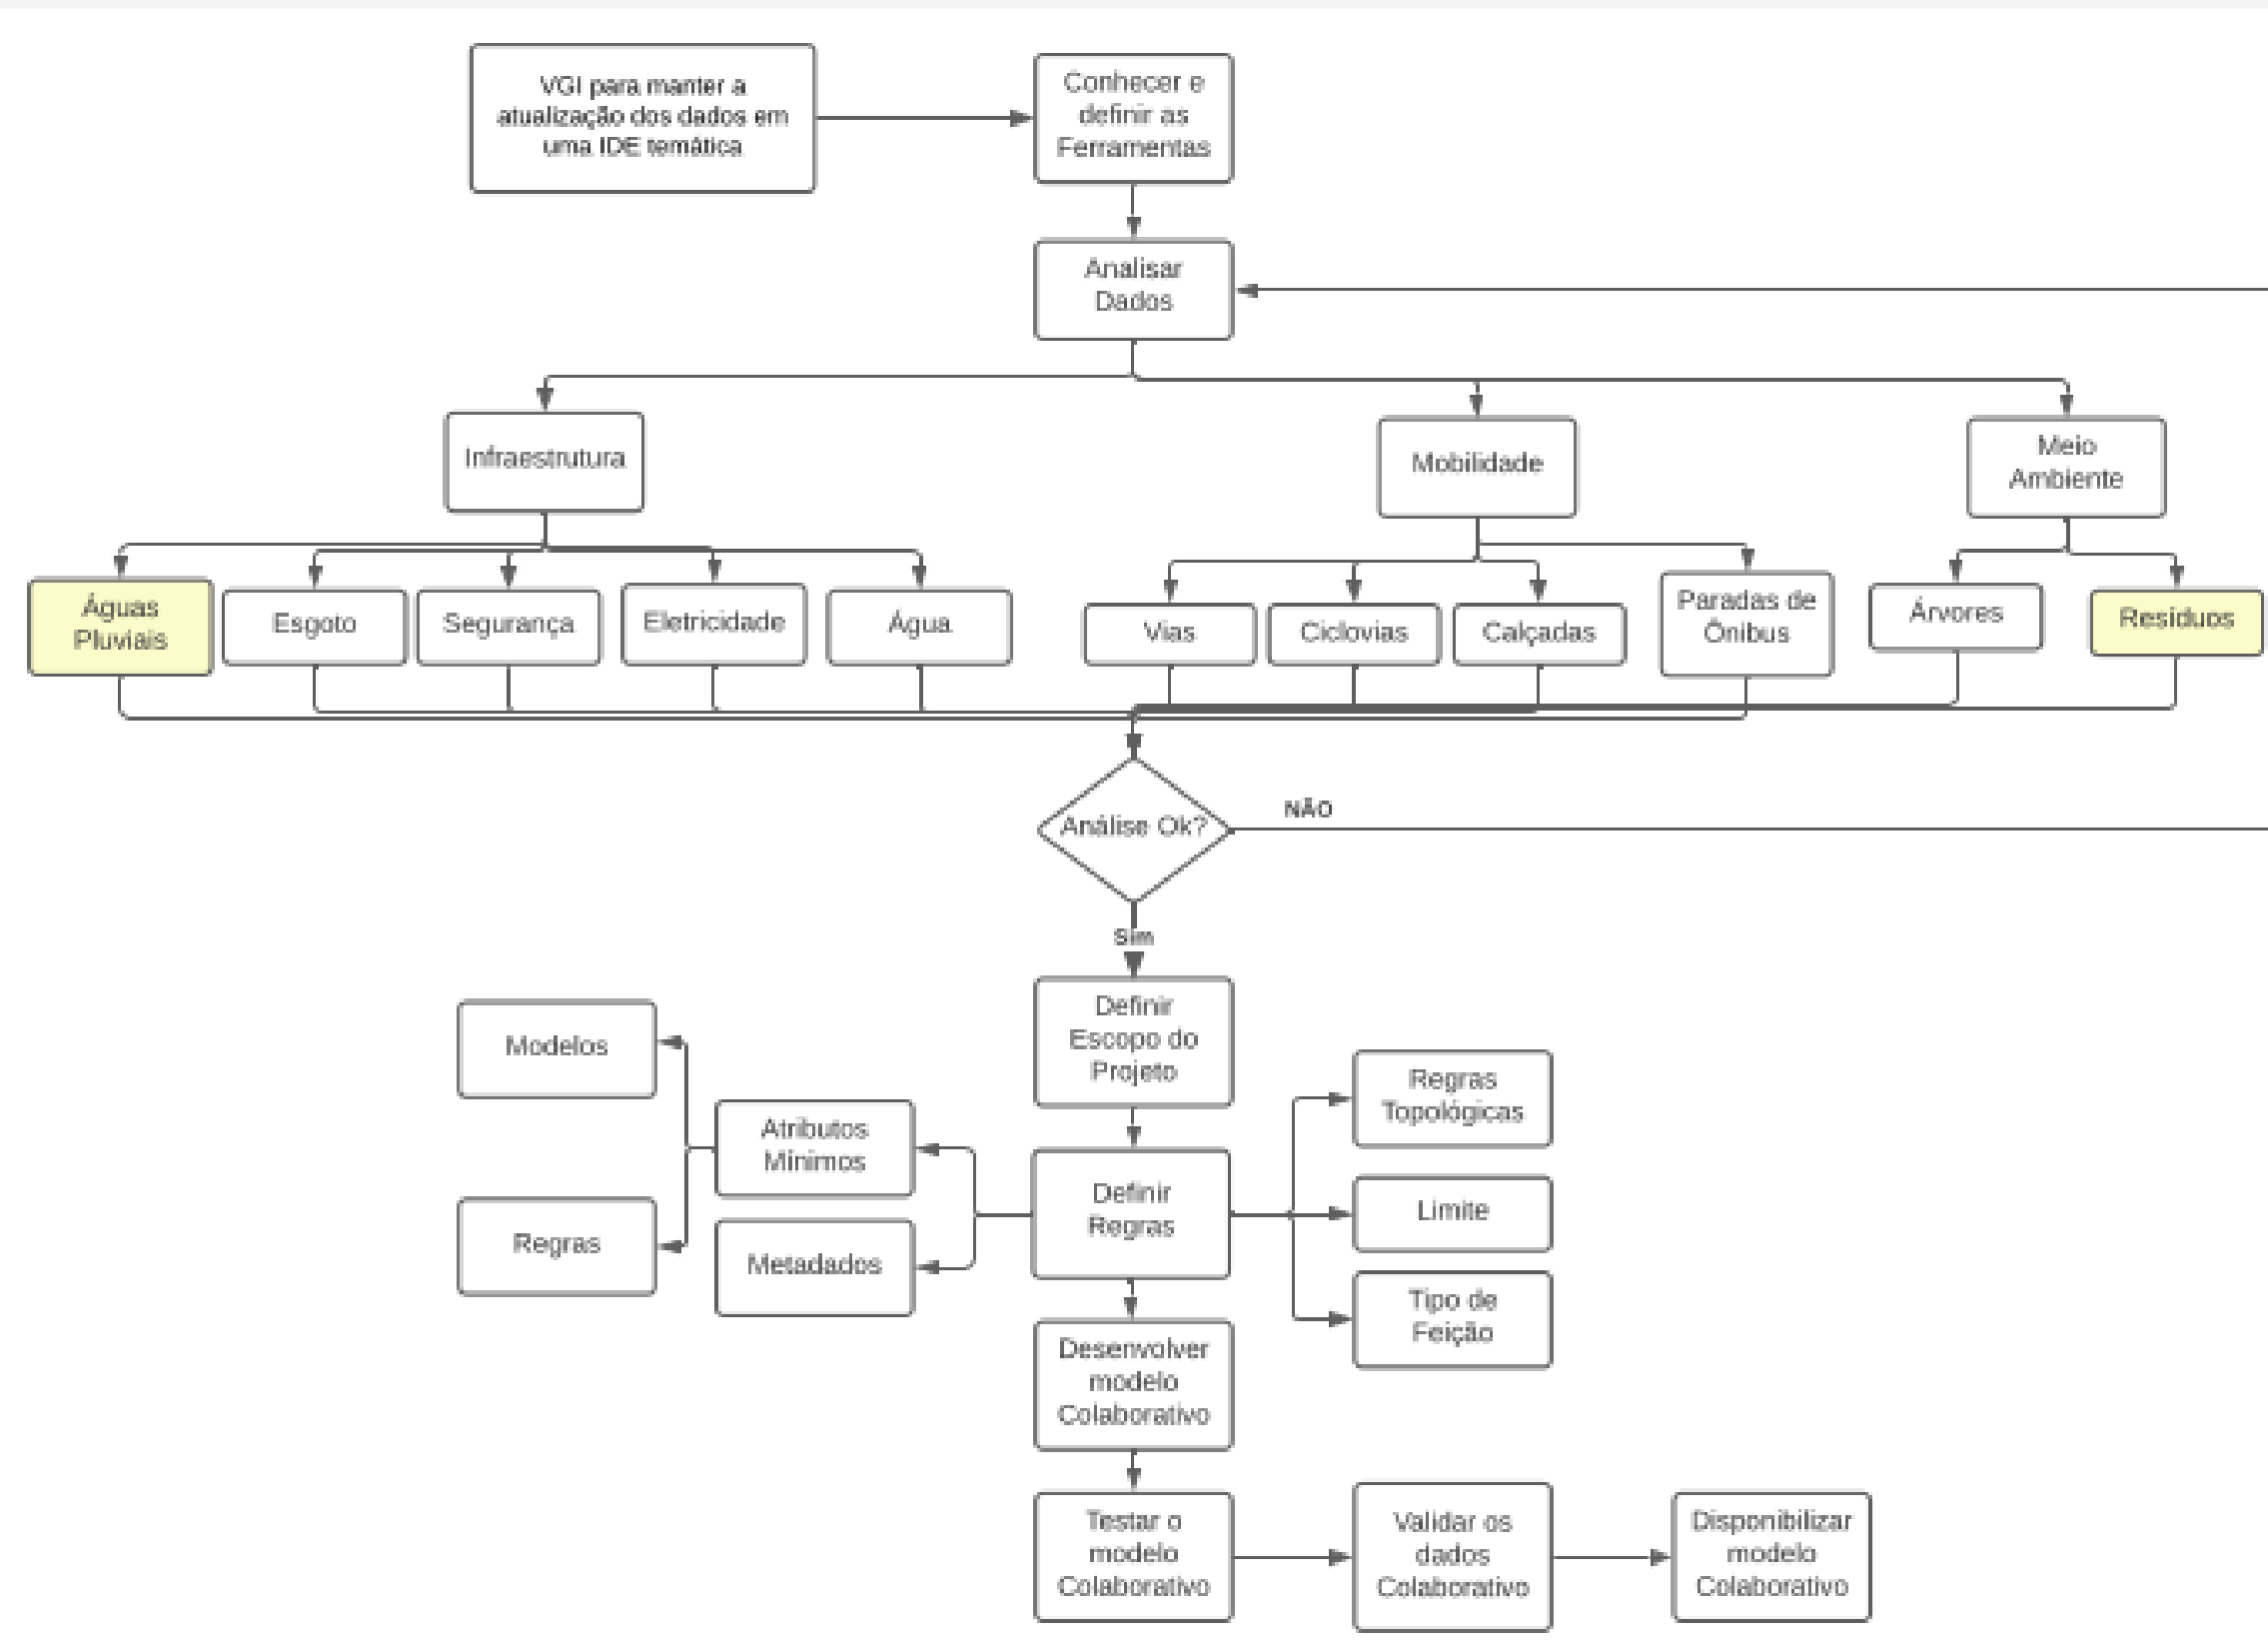 VGI para manter a
atualização dos dados em
uma IDE temática
Conhecer e
definir as
Ferramentas
Analisar
Dados
Infraestrutura
Mobilidade
Meio
Ambiente
Águas
Pluviais
Esgoto
Segurança
Eletricidade
Água
Vias
Ciclovias
Calçadas
Paradas de
Ônibus
Árvores
Resíduos
Análise Ok?
NÃO
Sim
Definir
Escopo do
Projeto
Modelos
Atributos
Mínimos
Regras
Metadados
Definir
Regras
Regras
Topológicas
Limite
Tipo de
Feição
Desenvolver
modelo
Colaborativo
Testar o
modelo
Colaborativo
Validar os
dados
Colaborativo
Disponibilizar
modelo
Colaborativo